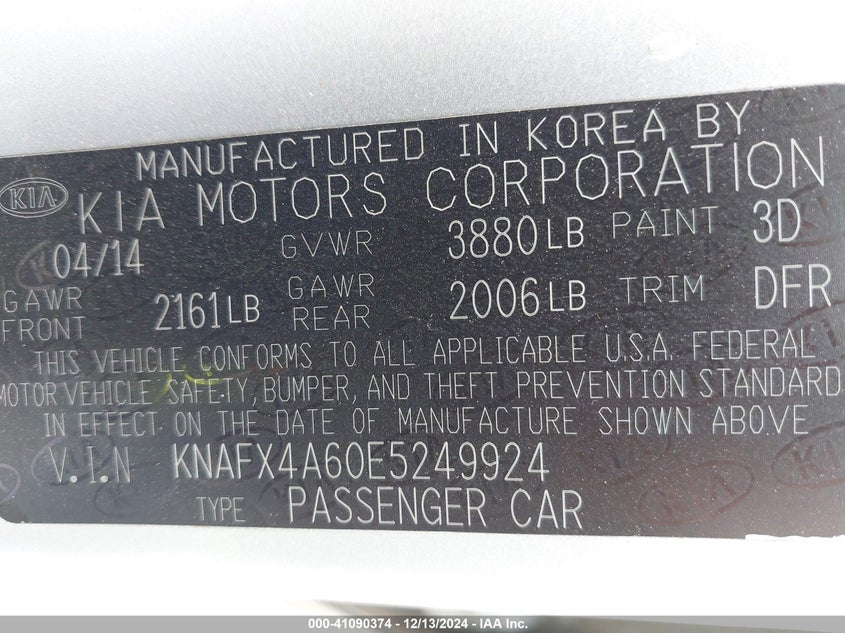 MANUFACTURED IN KOREA BY
KIA KIA MOTORS CORPORATION
04/14 GVWR 3880LB PAINT 3D
GAWR FRONT 2161LB GAWR REAR 2006LB TRIM DFR
THIS VEHICLE CONFORMS TO ALL APPLICABLE U.S.A. FEDERAL
MOTOR VEHICLE SAFETY, BUMPER, AND THEFT PREVENTION STANDARD
IN EFFECT ON THE DATE OF MANUFACTURE SHOWN ABOVE
V.I.N KNAFX4A60E5249924
TYPE PASSENGER CAR
000-41090374 - 12/13/2024 - IAA Inc.